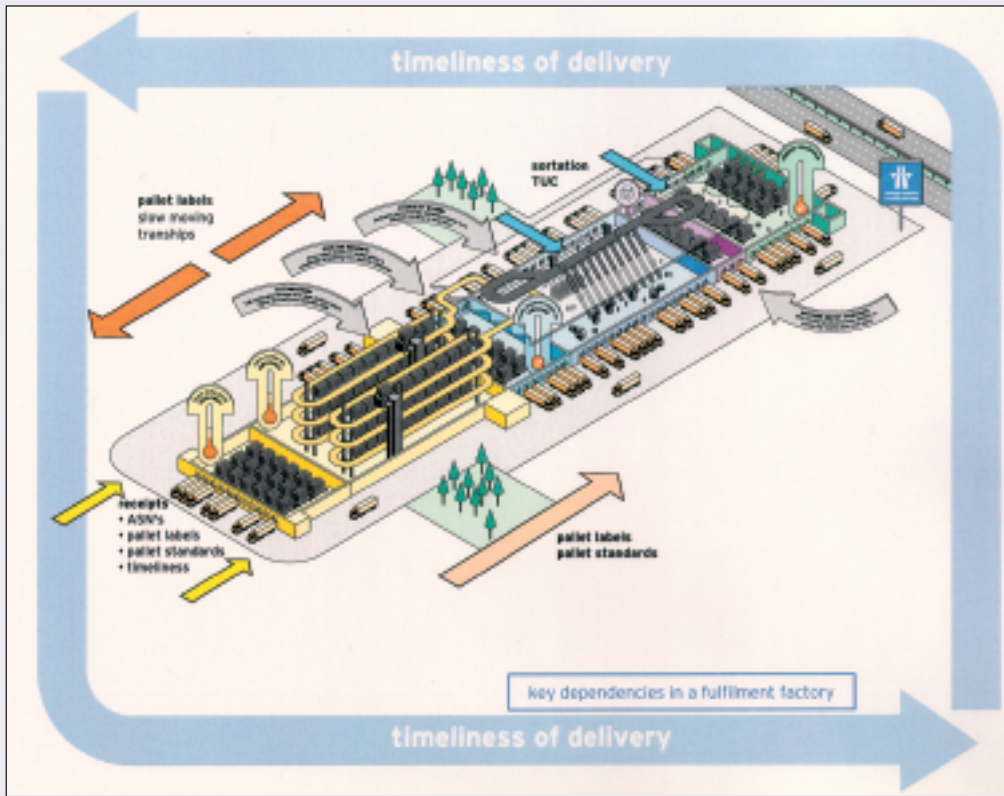 timeliness of delivery
sortation
TUC
pallet labels
slow moving
tranships
receipts
• ASN's
• pallet labels
• pallet standards
• timeliness
pallet labels
pallet standards
key dependencies in a fulfilment factory
timeliness of delivery